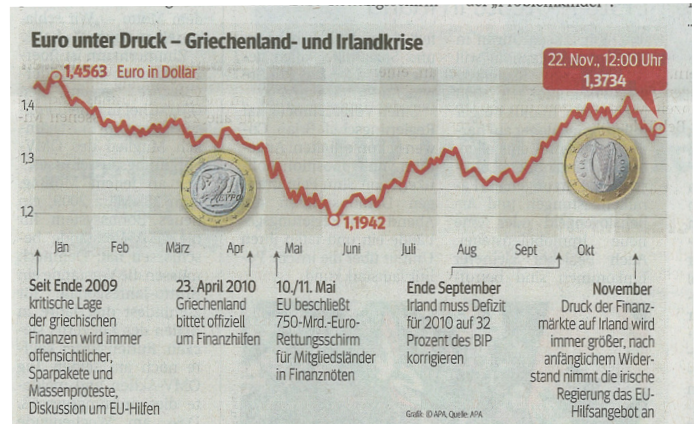 Euro unter Druck – Griechenland- und Irlandkrise
1,4563 Euro in Dollar
22. Nov., 12:00 Uhr
1,3734
1,4
1,3
1,2
1,1942
Jän Feb März Apr Mai Juni Juli Aug Sept Okt
Seit Ende 2009
kritische Lage
der griechischen
Finanzen wird immer
offensichtlicher,
Sparpakete und
Massenproteste,
Diskussion um EU-Hilfen
23. April 2010
Griechenland
bittet offiziell
um Finanzhilfen
10./11. Mai
EU beschließt
750-Mrd.-Euro-
Rettungsschirm
für Mitgliedsländer
in Finanznöten
Ende September
Irland muss Defizit
für 2010 auf 32
Prozent des BIP
korrigieren
November
Druck der Finanz-
märkte auf Irland wird
immer größer, nach
anfänglichem Wider-
stand nimmt die irische
Regierung das EU-
Hilfsangebot an
Grafik: ©APA, Quelle: APA